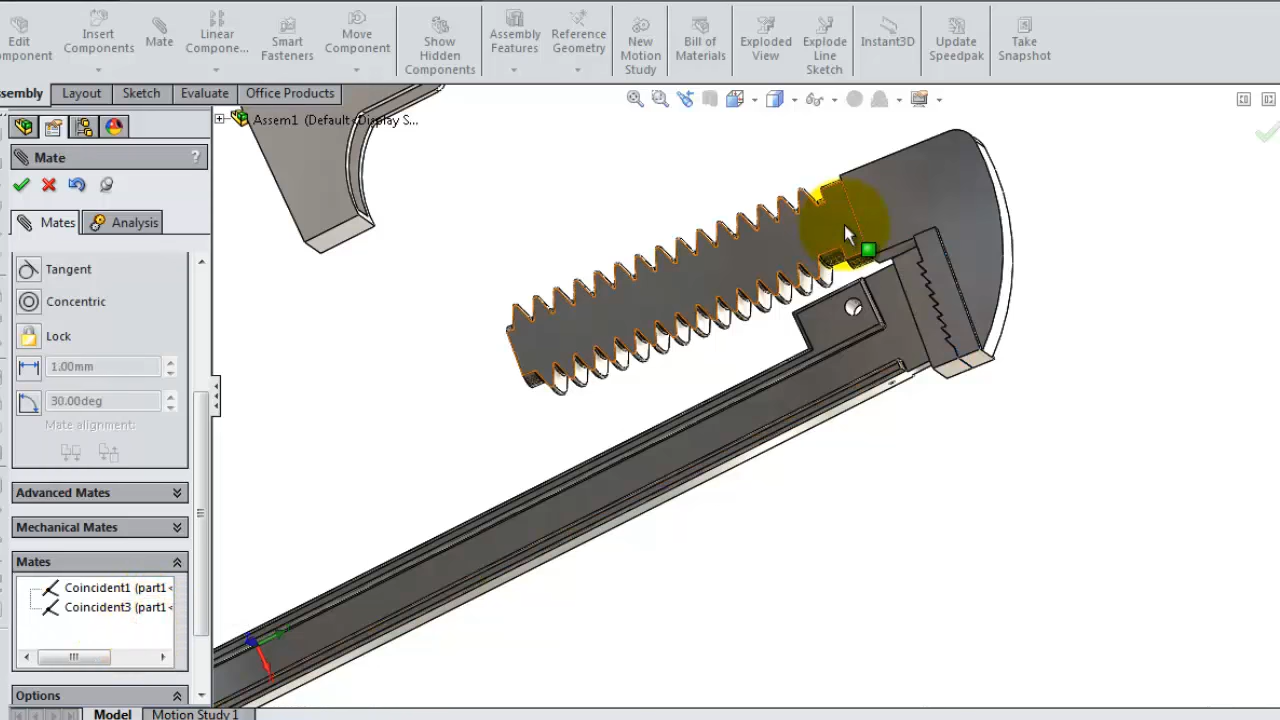 Edit Component
Insert Components
Mate
Linear Compone...
Smart Fasteners
Move Component
Show Hidden Components
Assembly Features
Reference Geometry
New Motion Study
Bill of Materials
Exploded View
Explode Line Sketch
Instant3D
Update Speedpak
Take Snapshot
sembly
Layout
Sketch
Evaluate
Office Products
Assem1 (Default<Display S...
Mate
?
Mates
Analysis
Tangent
Concentric
Lock
1.00mm
30.00deg
Mate alignment:
Advanced Mates
Mechanical Mates
Mates
Coincident1 (part1<
Coincident3 (part1<
Options
Model
Motion Study 1